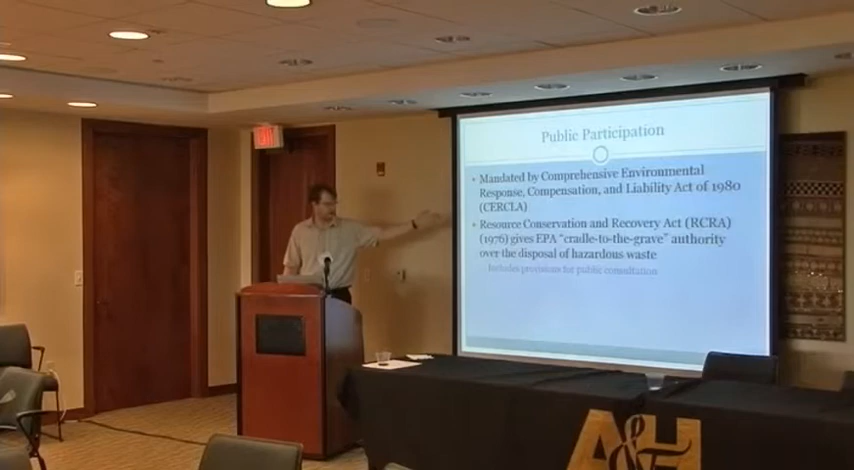 EXIT
Public Participation
• Mandated by Comprehensive Environmental
Response, Compensation, and Liability Act of 1980
(CERCLA)
• Resource Conservation and Recovery Act (RCRA)
(1976) gives EPA “cradle-to-the-grave” authority
over the disposal of hazardous waste
Includes provisions for public consultation
A&H